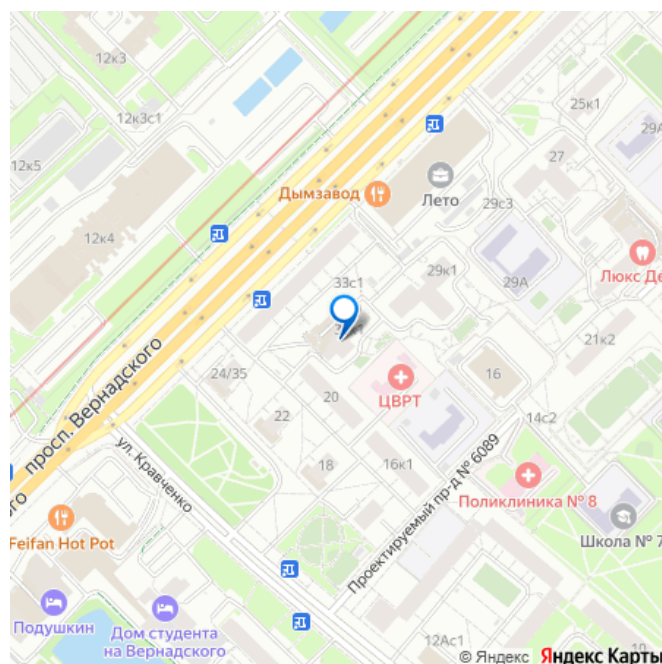 12к3
25к1
12к3с1
29А
12к5
27
Дымзавод
Лето
29с3
12к4
Люкс Де
29к1
29А
33с1
21к2
просп. Вернадского
24/35
16
ЦВРТ
20
22
14с2
ул. Кравченко
18
16к1
Проектируемый пр-д № 6089
Поликлиника № 8
ого
Feifan Hot Pot
Школа № 7
Подушкин
Дом студента
на Вернадского
12Ас1
© Яндекс Яндекс Карты